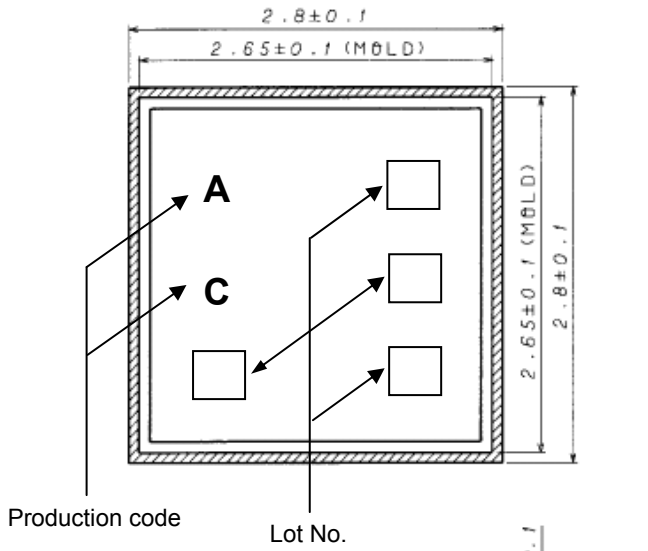 2.8±0.1
2.65±0.1 (MOLD)
A
C
2.65±0.1 (MOLD)
2.8±0.1
Production code
Lot No.